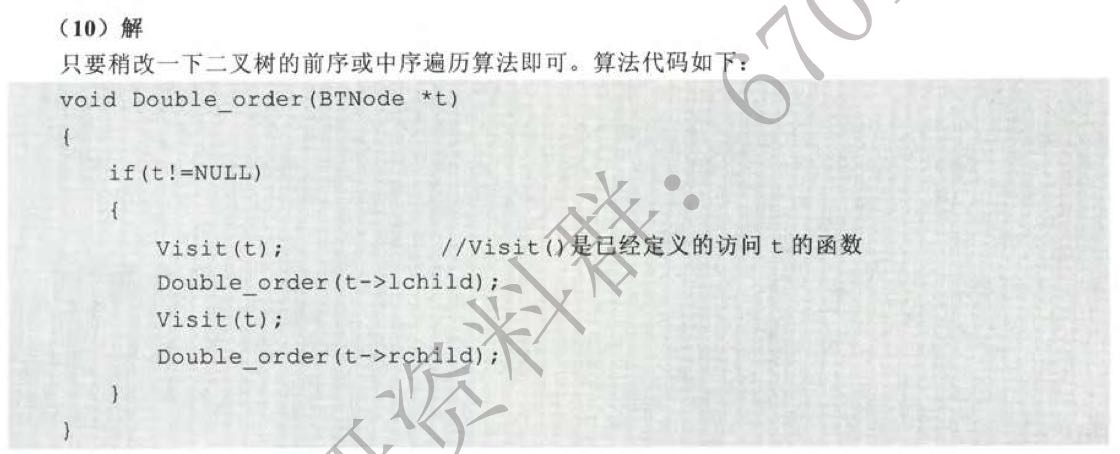 (10)解
只要稍改一下二叉树的前序或中序遍历算法即可。算法代码如下:
void Double_order(BTNode *t)
{
if(t!=NULL)
{
Visit(t); //Visit()是已经定义的访问 t 的函数
Double_order(t->lchild);
Visit(t);
Double_order(t->rchild);
}
}
资料群:670